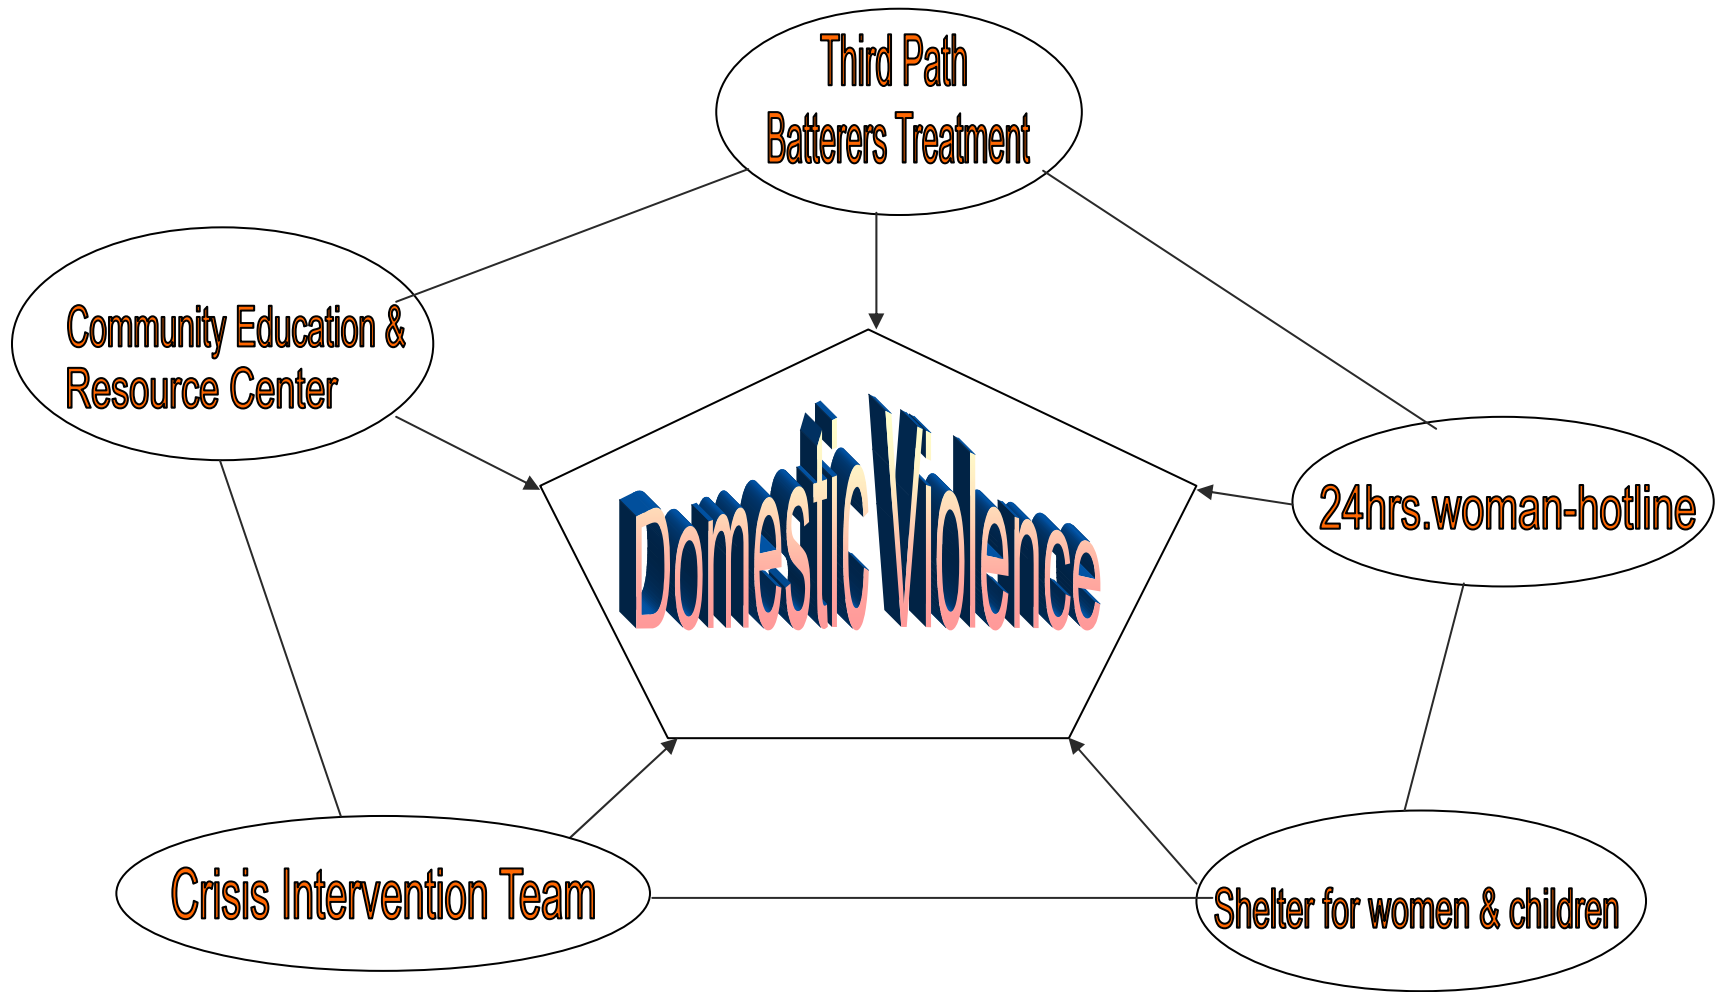 Third Path
Batterers Treatment
Community Education &
Resource Center
Domestic Violence
24hrs.woman-hotline
Crisis Intervention Team
Shelter for women & children